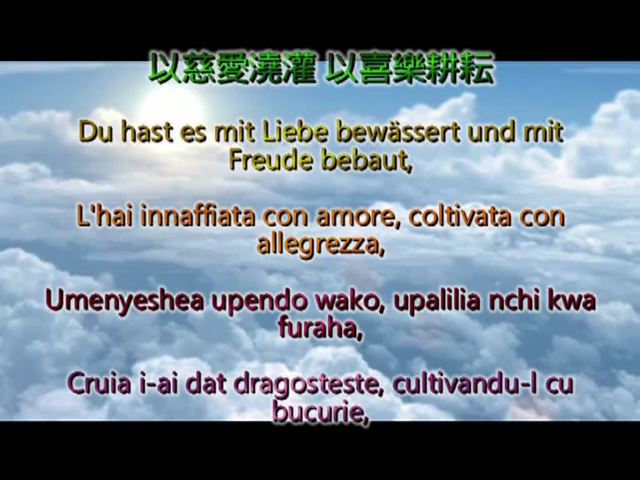 以慈愛澆灌 以喜樂耕耘
Du hast es mit Liebe bewässert und mit
Freude bebaut,
L'hai innaffiata con amore, coltivata con
allegrezza,
Umenyeshea upendo wako, upalilia nchi kwa
furaha,
Cruia i-ai dat dragosteste, cultivandu-l cu
bucurie,